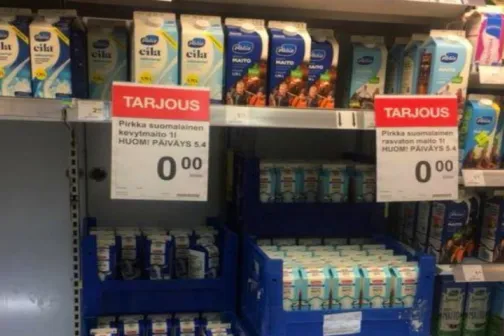 eila
eila
Valio
MAITO
Valio
MAITO
Valio
TARJOUS
Pirkka suomalainen
kevytmaito 1l
HUOM! PÄIVÄYS 5.4
0 00
TARJOUS
Pirkka suomalainen
rasvaton maito 1l
HUOM! PÄIVÄYS 5.4
0 00